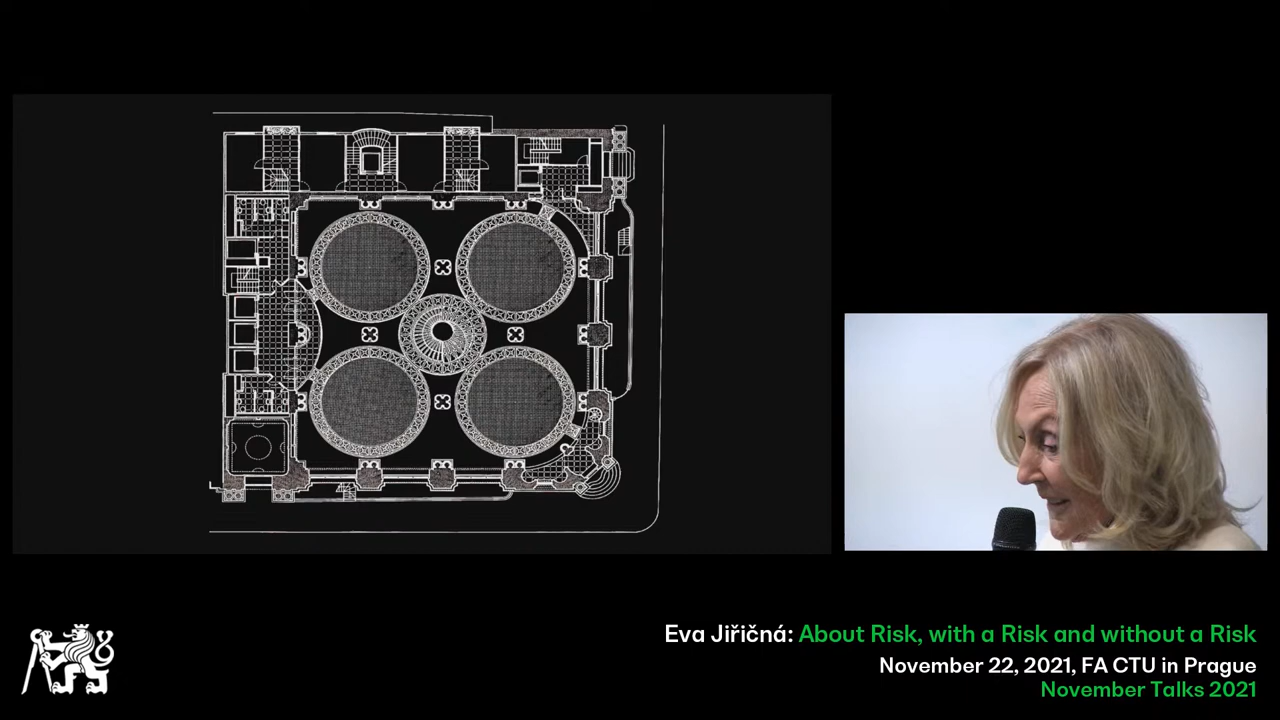 Eva Jiřičná: About Risk, with a Risk and without a Risk
November 22, 2021, FA CTU in Prague
November Talks 2021